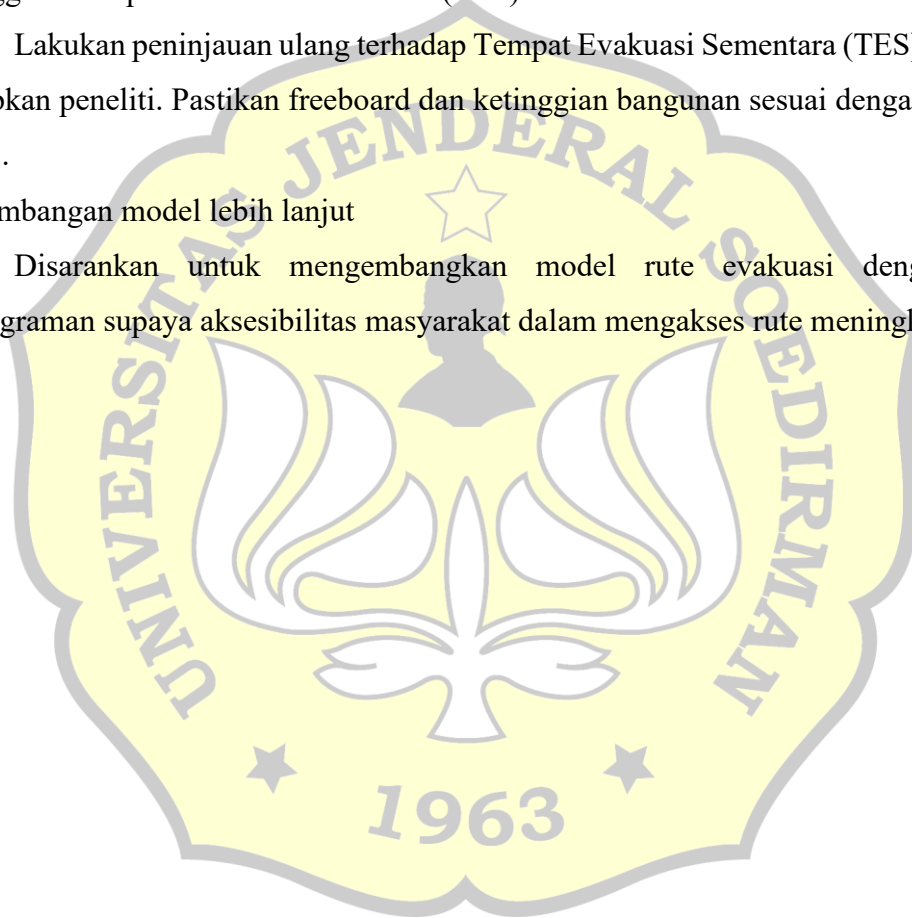 Lakukan peninjauan ulang terhadap Tempat Evakuasi Sementara (TES)
pkan peneliti. Pastikan freeboard dan ketinggian bangunan sesuai denga
.
mbangan model lebih lanjut
Disarankan untuk mengembangkan model rute evakuasi deng
graman supaya aksesibilitas masyarakat dalam mengakses rute meningk
UNIVERSITAS JENDERAL SOEDIRMAN
1963